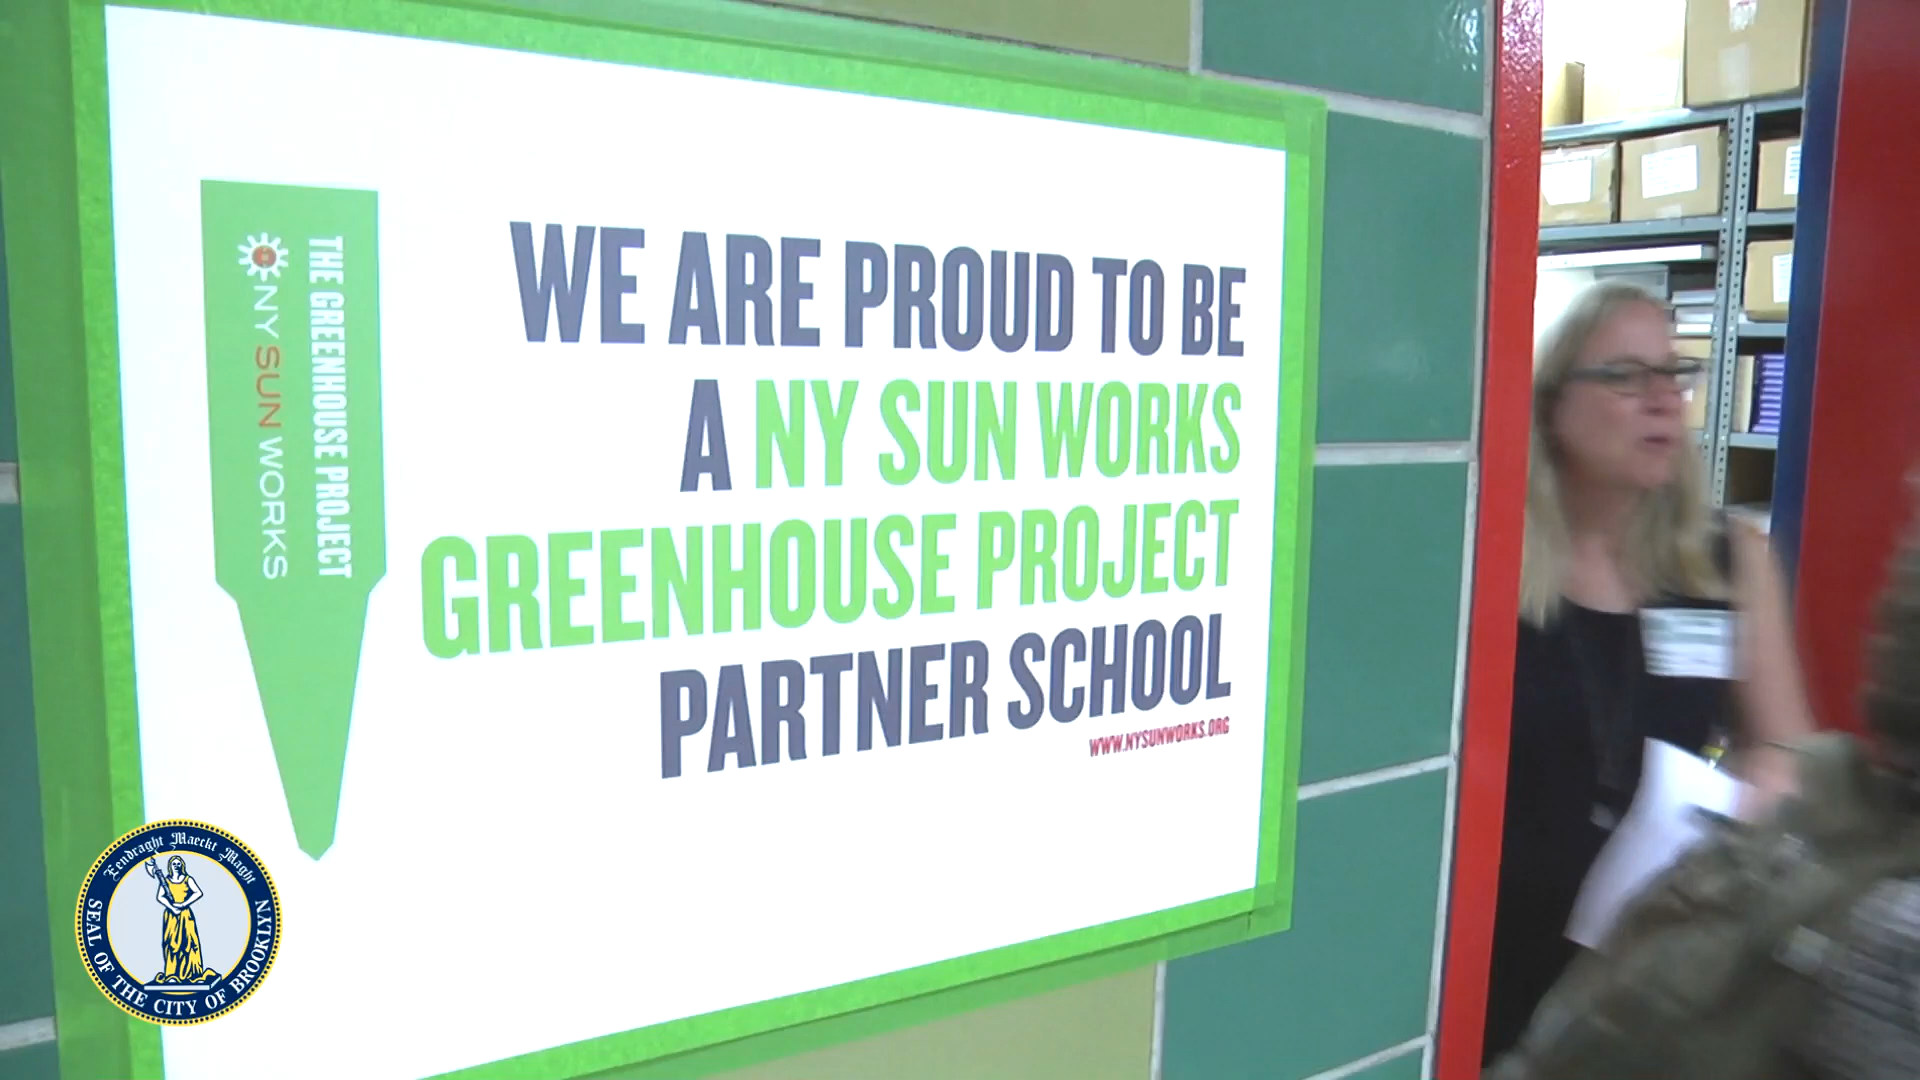 WE ARE PROUD TO BE
A NY SUN WORKS
GREENHOUSE PROJECT
PARTNER SCHOOL
WWW.NYSUNWORKS.ORG
THE GREENHOUSE PROJECT
NY SUN WORKS
Eendraght Maeckt Maght
SEAL OF THE CITY OF BROOKLYN